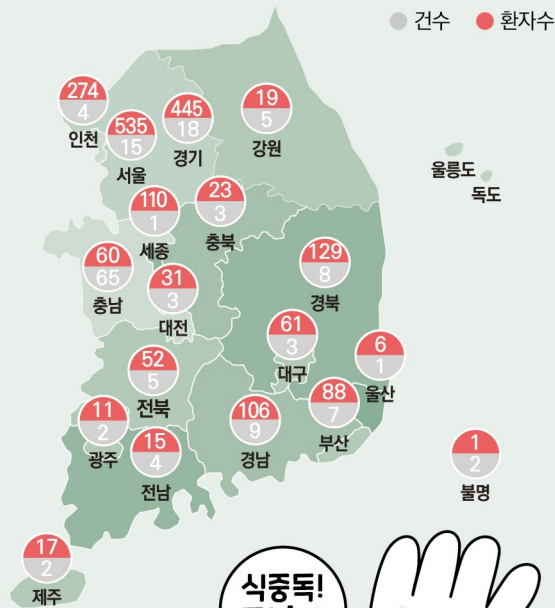 건수 환자수
274
4
인천
535
15
서울
445
18
경기
19
5
강원
울릉도
독도
110
1
세종
23
3
충북
60
65
충남
31
3
대전
129
8
경북
61
3
대구
6
1
울산
52
5
전북
88
7
부산
11
2
광주
15
4
전남
106
9
경남
1
2
불명
17
2
제주
식중독!